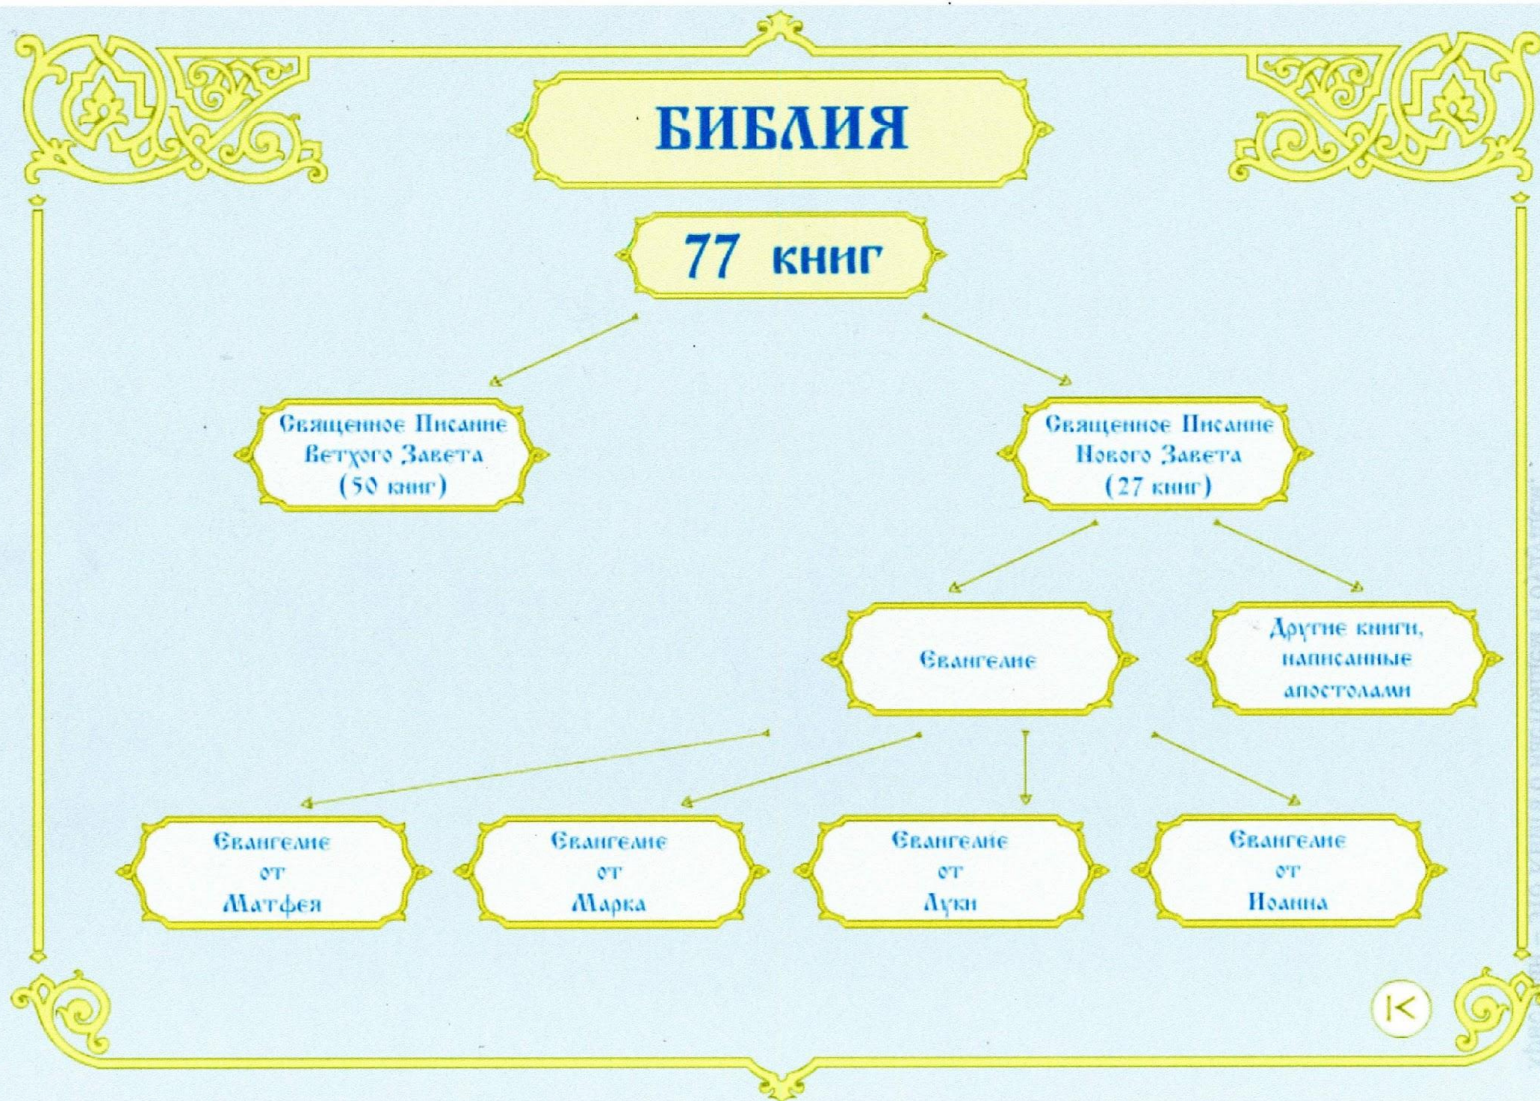 БИБЛИЯ
77 книг
Священное Писание
Ветхого Завета
(50 книг)
Священное Писание
Нового Завета
(27 книг)
Евангелие
Другие книги,
написанные
апостолами
Евангелие
от
Матфея
Евангелие
от
Марка
Евангелие
от
Луки
Евангелие
от
Иоанна